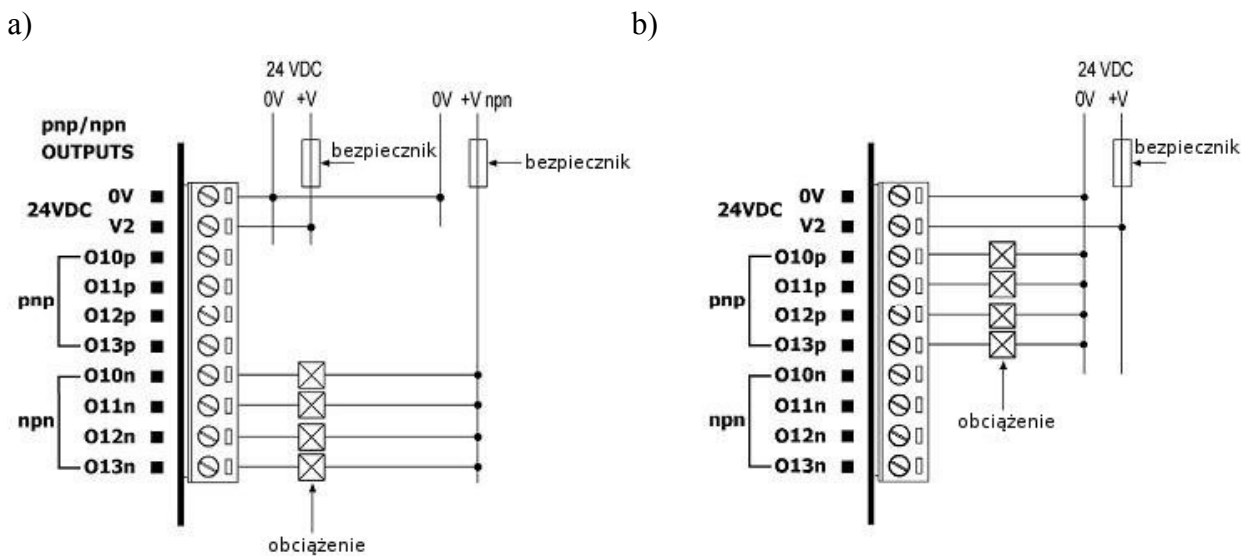 a)
24 VDC
0V +V 0V +V npn
pnp/npn
OUTPUTS
bezpiecznik
bezpiecznik
0V
24VDC
V2
O10p
O11p
pnp
O12p
O13p
O10n
O11n
npn
O12n
O13n
obciążenie
b)
24 VDC
0V +V
bezpiecznik
0V
24VDC
V2
O10p
O11p
pnp
O12p
O13p
O10n
O11n
npn
O12n
O13n
obciążenie